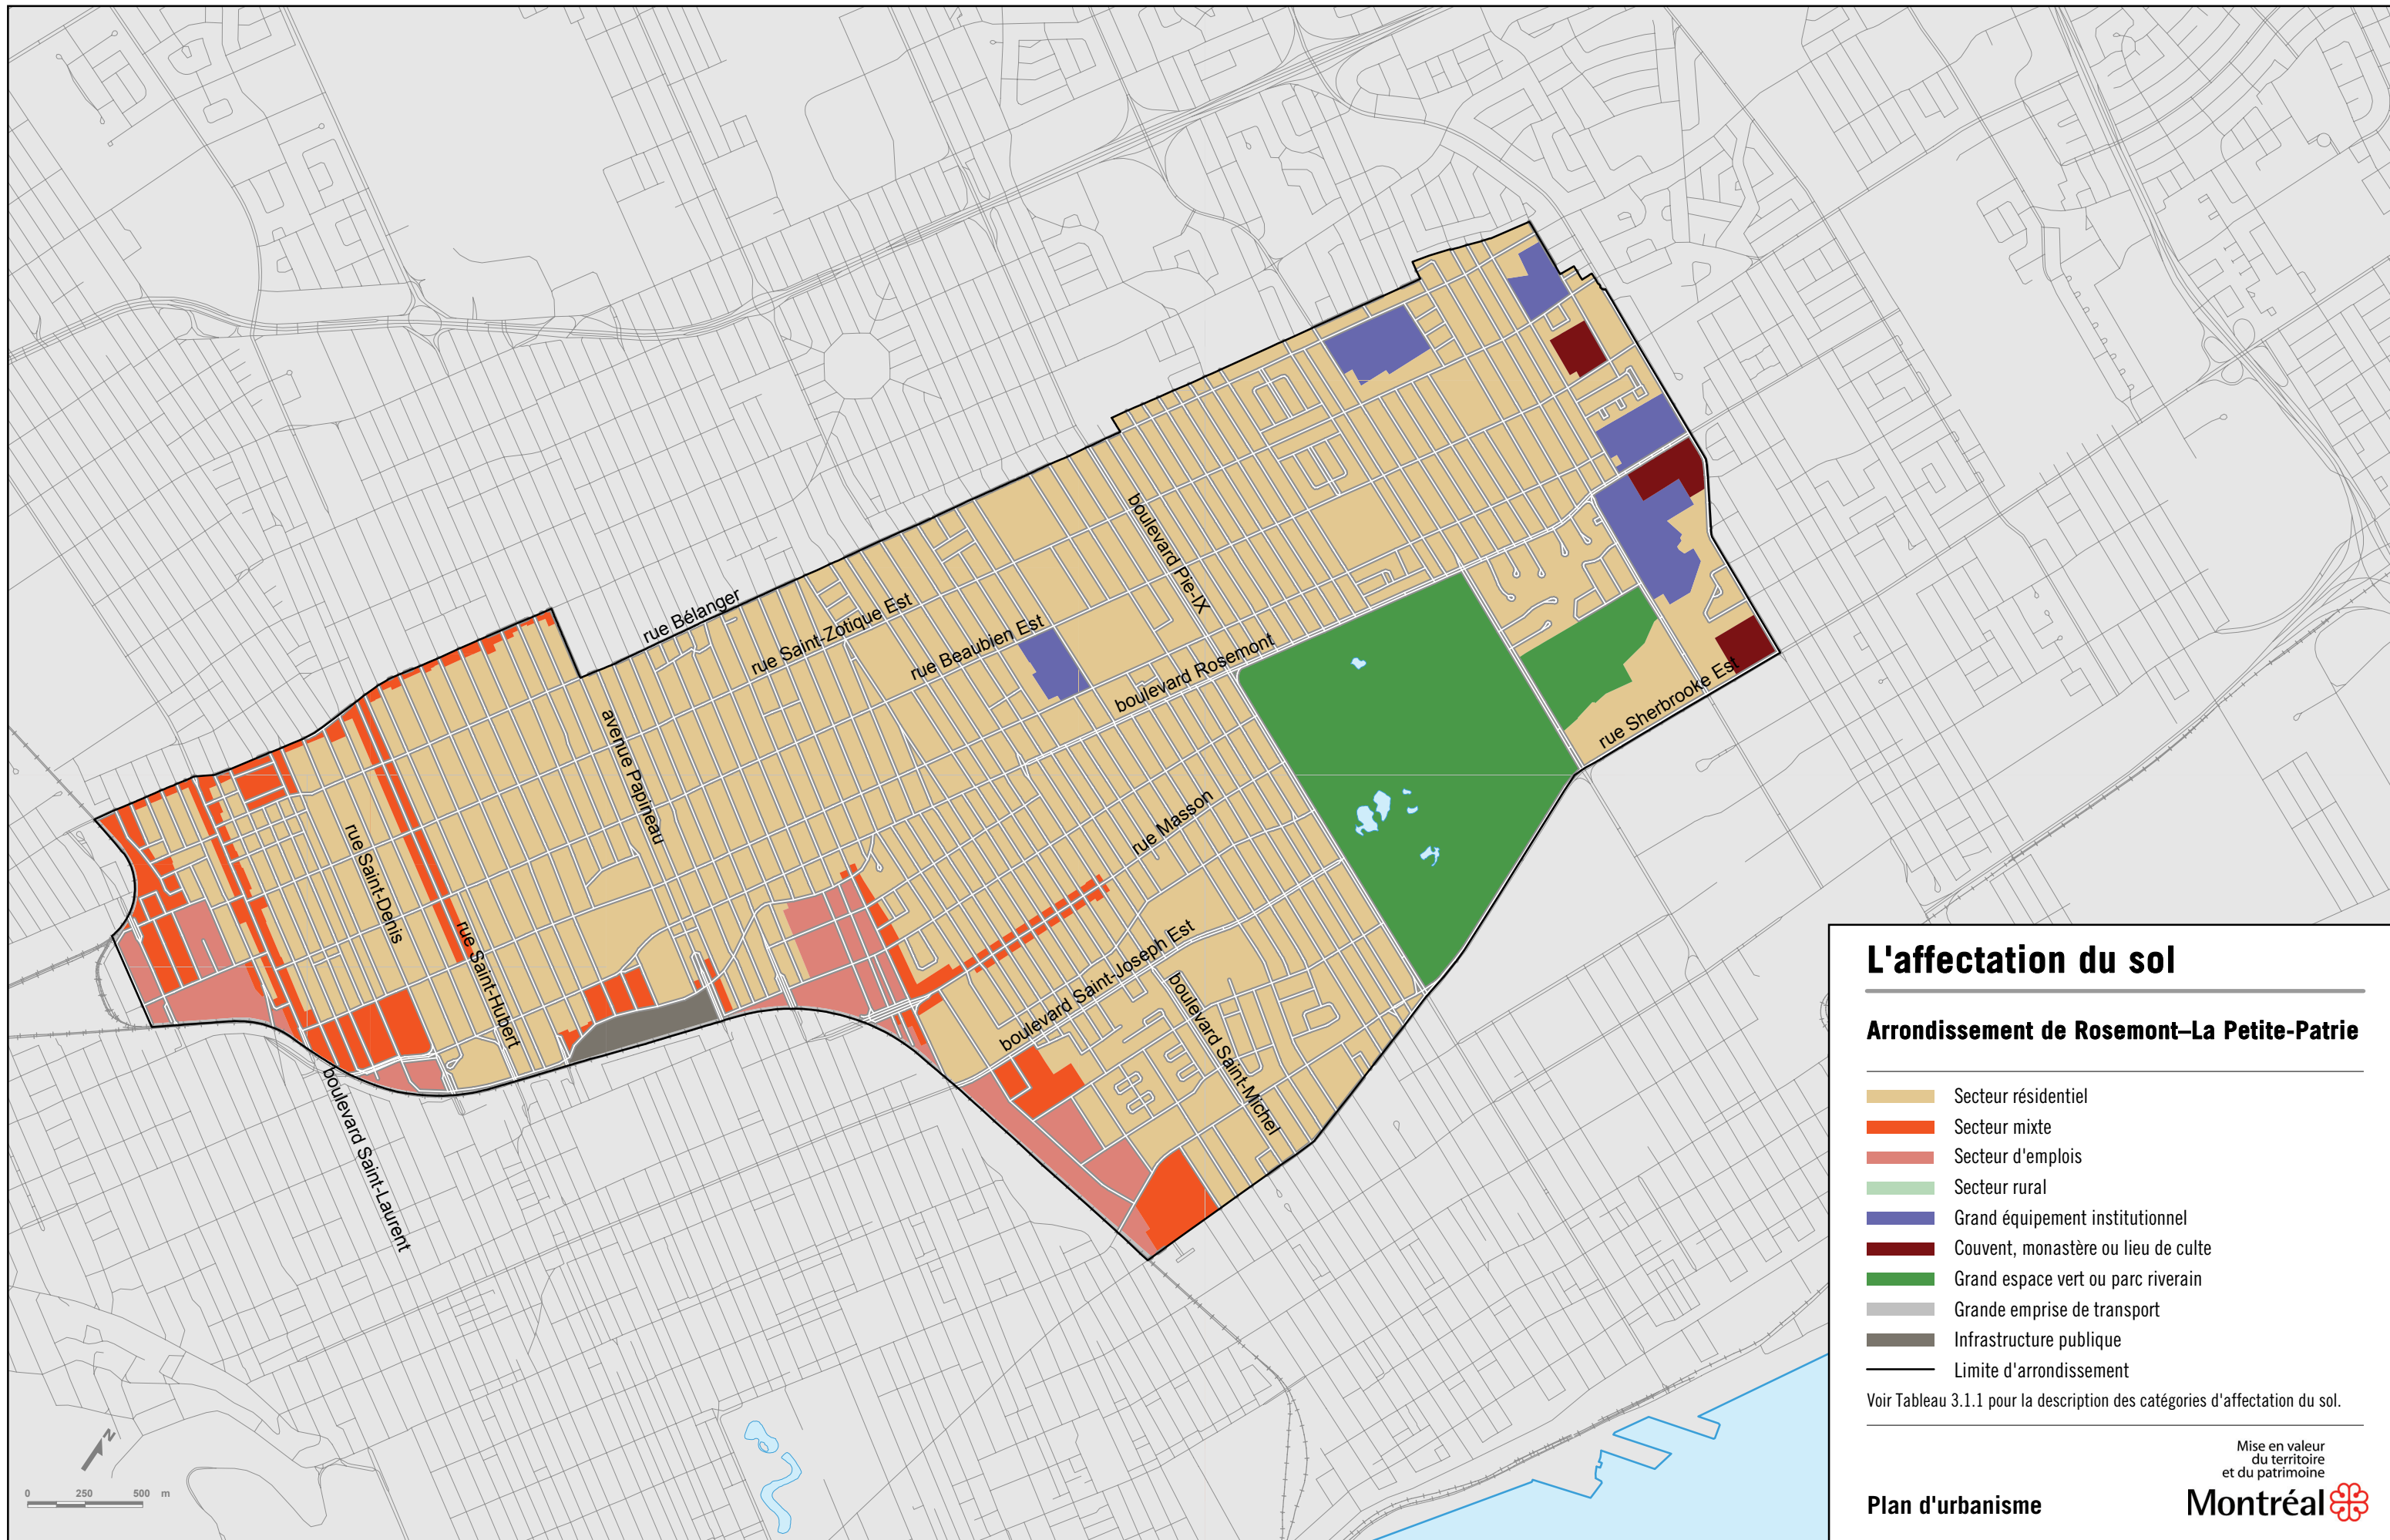 rue Bélanger
rue Saint-Zotique Est
rue Beaubien Est
boulevard Pie-IX
boulevard Rosemont
rue Sherbrooke Est
avenue Papineau
rue Masson
rue Saint-Denis
rue Saint-Hubert
boulevard Saint-Joseph Est
boulevard Saint-Michel
boulevard Saint-Laurent
N
0 250 500 m
L'affectation du sol
Arrondissement de Rosemont–La Petite-Patrie
Secteur résidentiel
Secteur mixte
Secteur d'emplois
Secteur rural
Grand équipement institutionnel
Couvent, monastère ou lieu de culte
Grand espace vert ou parc riverain
Grande emprise de transport
Infrastructure publique
Limite d'arrondissement
Voir Tableau 3.1.1 pour la description des catégories d'affectation du sol.
Mise en valeur
du territoire
et du patrimoine
Plan d'urbanisme
Montréal